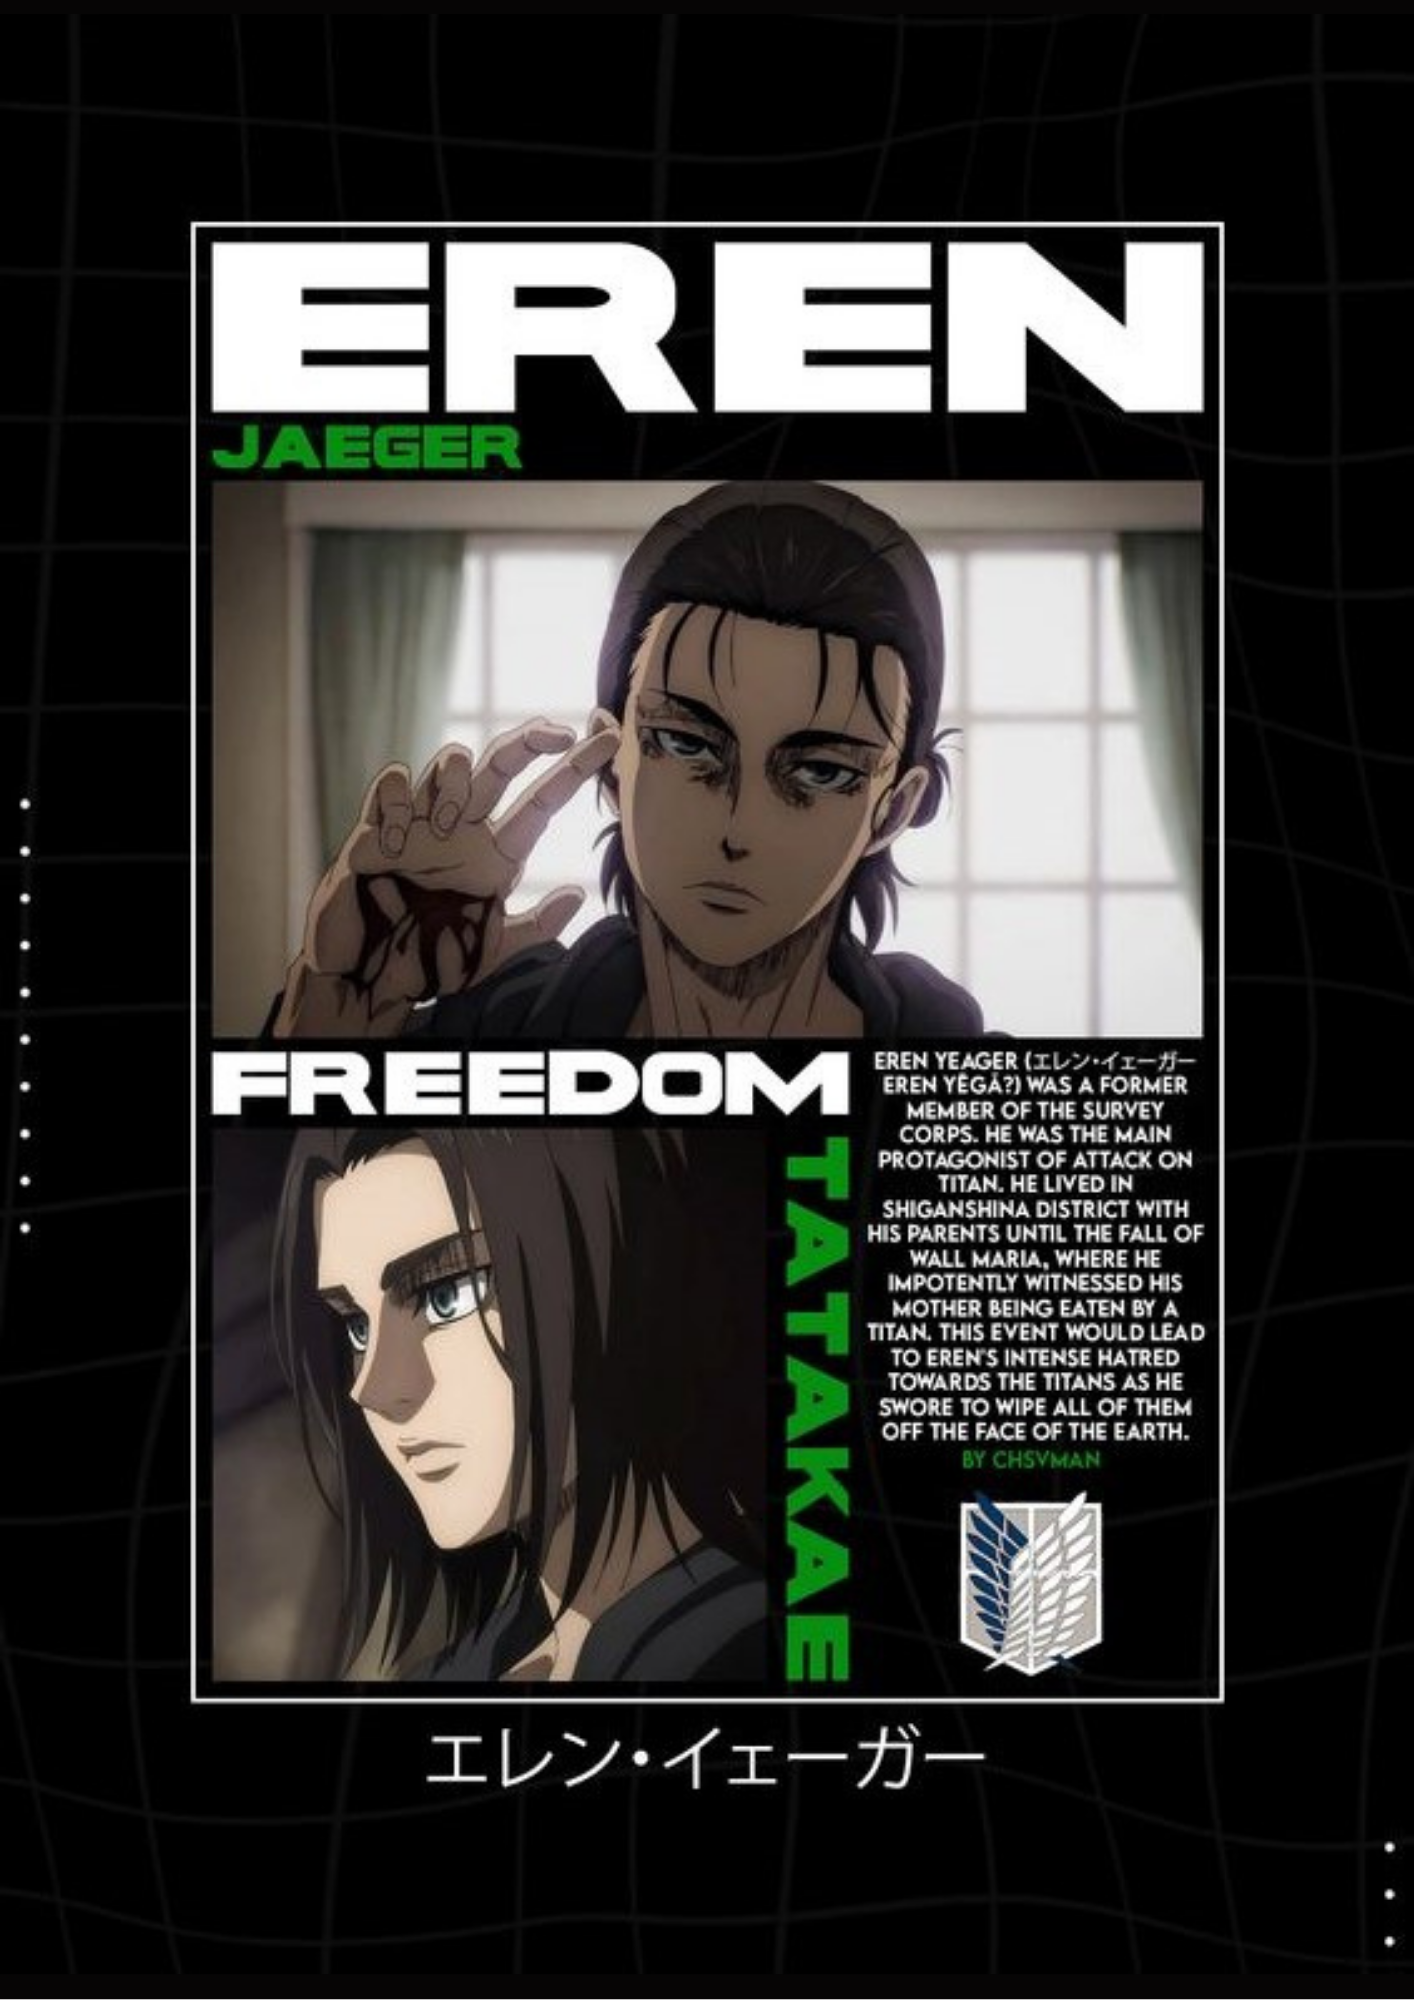 EREN
JAEGER
FREEDOM
TATAKAE
EREN YEAGER (エレン・イェーガー
EREN YĒGĀ?) WAS A FORMER
MEMBER OF THE SURVEY
CORPS. HE WAS THE MAIN
PROTAGONIST OF ATTACK ON
TITAN. HE LIVED IN
SHIGANSHINA DISTRICT WITH
HIS PARENTS UNTIL THE FALL OF
WALL MARIA, WHERE HE
IMPOTENTLY WITNESSED HIS
MOTHER BEING EATEN BY A
TITAN. THIS EVENT WOULD LEAD
TO EREN'S INTENSE HATRED
TOWARDS THE TITANS AS HE
SWORE TO WIPE ALL OF THEM
OFF THE FACE OF THE EARTH.
BY CHSVMAN
エレン・イェーガー